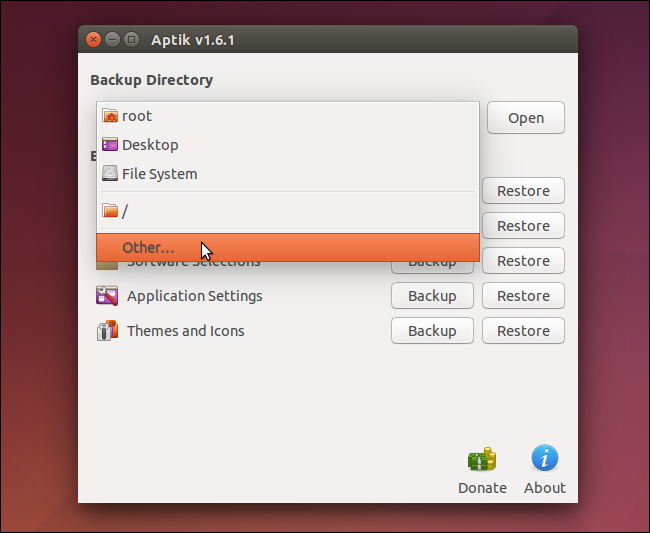 Aptik v1.6.1
Backup Directory
root
Open
Desktop
File System
Restore
/
Restore
Other...
Software Selections Backup Restore
Application Settings Backup Restore
Themes and Icons Backup Restore
Donate About